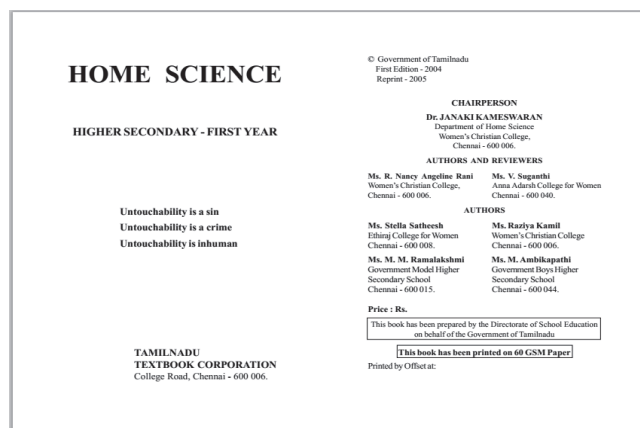 HOME SCIENCE
HIGHER SECONDARY - FIRST YEAR
Untouchability is a sin
Untouchability is a crime
Untouchability is inhuman
TAMILNADU
TEXTBOOK CORPORATION
College Road, Chennai - 600 006.
© Government of Tamilnadu
First Edition - 2004
Reprint - 2005
CHAIRPERSON
Dr. JANAKI KAMESWARAN
Department of Home Science
Women's Christian College,
Chennai - 600 006.
AUTHORS AND REVIEWERS
Ms. R. Nancy Angeline Rani
Women's Christian College,
Chennai - 600 006.
Ms. V. Suganthi
Anna Adarsh College for Women
Chennai - 600 040.
AUTHORS
Ms. Stella Satheesh
Ethiraj College for Women
Chennai - 600 008.
Ms. Raziya Kamil
Women's Christian College
Chennai - 600 006.
Ms. M. M. Ramalakshmi
Government Model Higher
Secondary School
Chennai - 600 015.
Ms. M. Ambikapathi
Government Boys Higher
Secondary School
Chennai - 600 044.
Price : Rs.
This book has been prepared by the Directorate of School Education
on behalf of the Government of Tamilnadu
This book has been printed on 60 GSM Paper
Printed by Offset at: